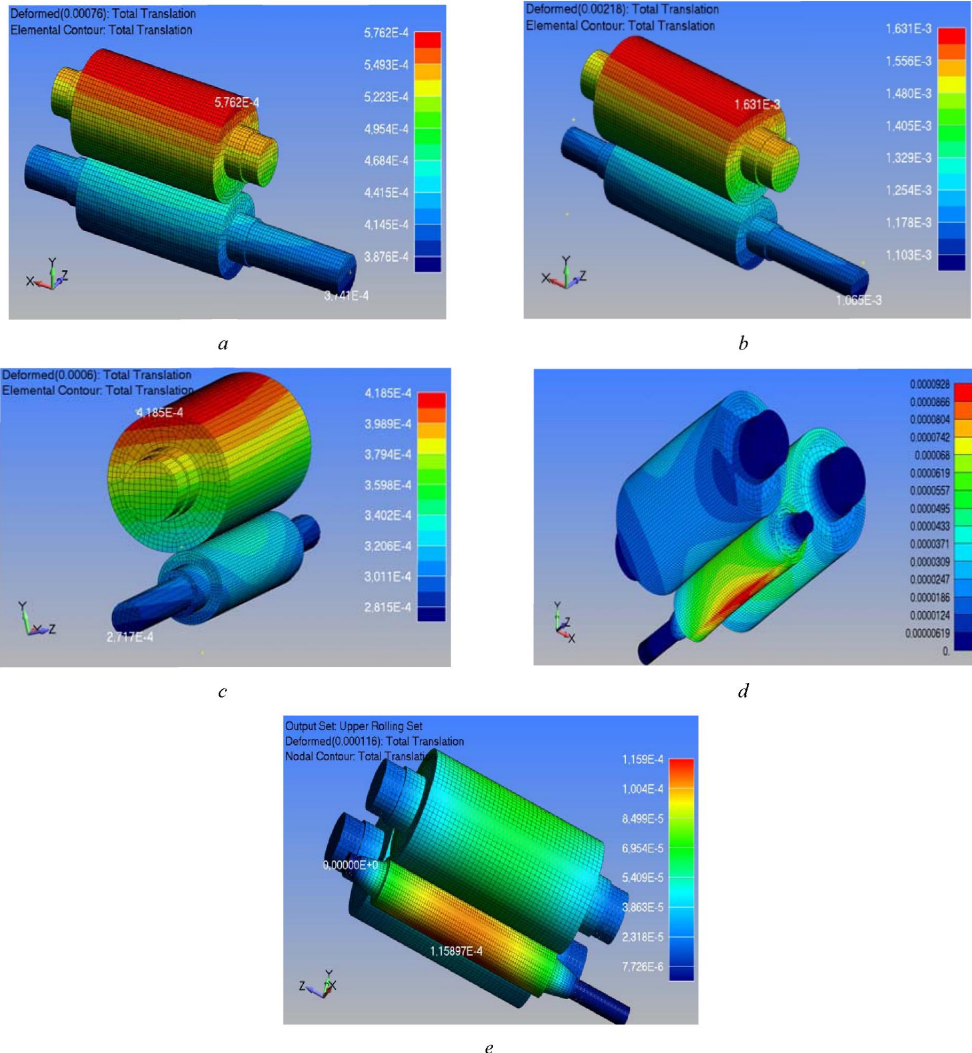 Deformed(0.00076): Total Translation
Elemental Contour: Total Translation
5,762E-4
5,493E-4
5,223E-4
4,954E-4
4,684E-4
4,415E-4
4,145E-4
3,876E-4
5,762E-4
3,741E-4
Y
X
Z
a
Deformed(0.00218): Total Translation
Elemental Contour: Total Translation
1,631E-3
1,556E-3
1,480E-3
1,405E-3
1,329E-3
1,254E-3
1,178E-3
1,103E-3
1,631E-3
1,065E-3
Y
X
Z
b
Deformed(0.0006): Total Translation
Elemental Contour: Total Translation
4.185E-4
3.989E-4
3.794E-4
3.598E-4
3.402E-4
3.206E-4
3,011E-4
2,815E-4
4.185E-4
2.717E-4
Y
X
Z
c
0.0000928
0.0000866
0.0000804
0.0000742
0.000068
0.0000619
0.0000557
0.0000495
0.0000433
0.0000371
0.0000309
0.0000247
0.0000186
0.0000124
0.00000619
0.
Y
Z
X
d
Output Set: Upper Rolling Set
Deformed(0.000116): Total Translation
Nodal Contour: Total Translation
1,159E-4
1,004E-4
8,499E-5
6,954E-5
5,409E-5
3,863E-5
2,318E-5
7,726E-6
0,00000E+0
1,15897E-4
Y
Z
X
e